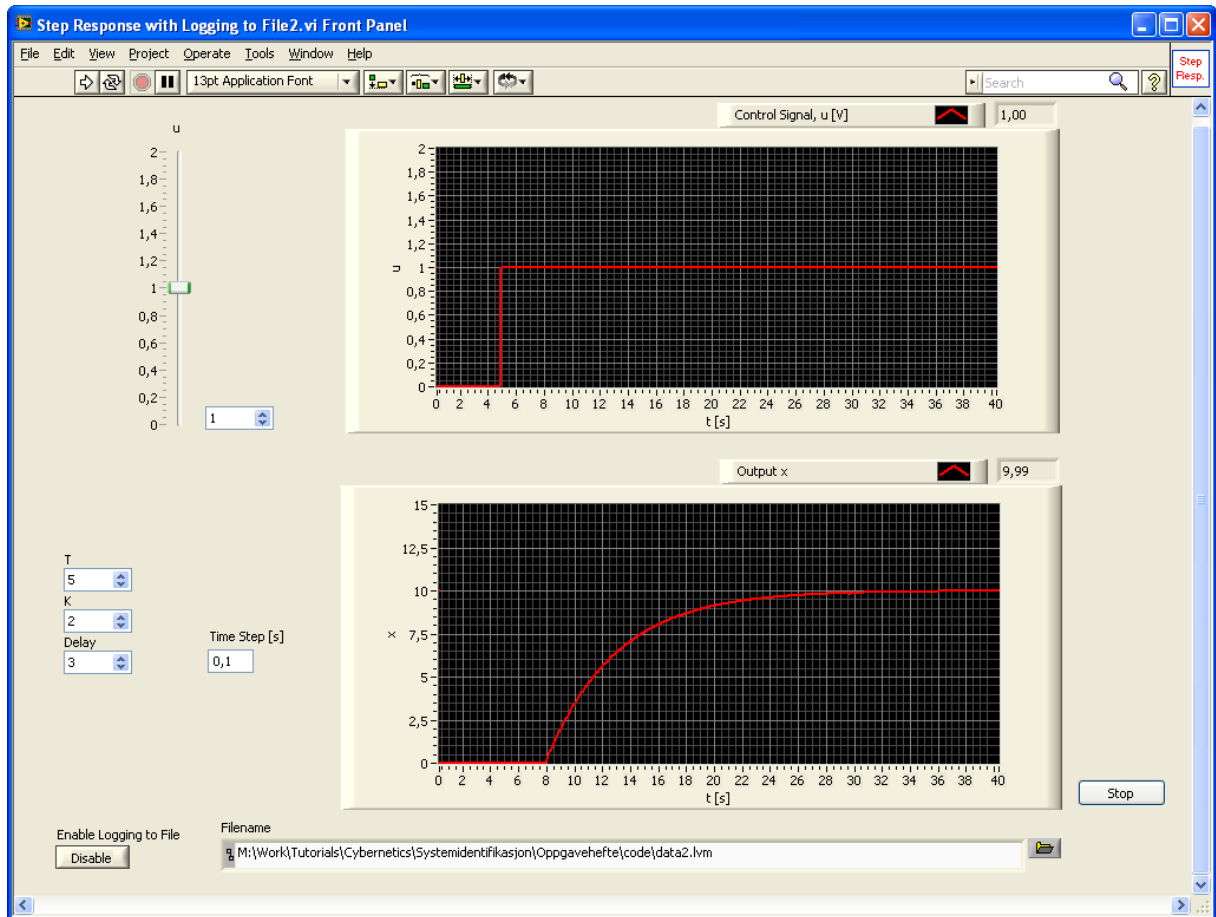 Step Response with Logging to File2.vi Front Panel
File Edit View Project Operate Tools Window Help
13pt Application Font
Search
?
Step
Resp.
u
2
1,8
1,6
1,4
1,2
1
0,8
0,6
0,4
0,2
0
1
Control Signal, u [V]
1,00
2
1,8
1,6
1,4
1,2
1
0,8
0,6
0,4
0,2
0
u
0 2 4 6 8 10 12 14 16 18 20 22 24 26 28 30 32 34 36 38 40
t [s]
Output x
9,99
15
12,5
10
7,5
5
2,5
0
x
0 2 4 6 8 10 12 14 16 18 20 22 24 26 28 30 32 34 36 38 40
t [s]
T
5
K
2
Delay
3
Time Step [s]
0,1
Stop
Enable Logging to File
Disable
Filename
M:\Work\Tutorials\Cybernetics\Systemidentifikasjon\Oppgavehefte\code\data2.lvm